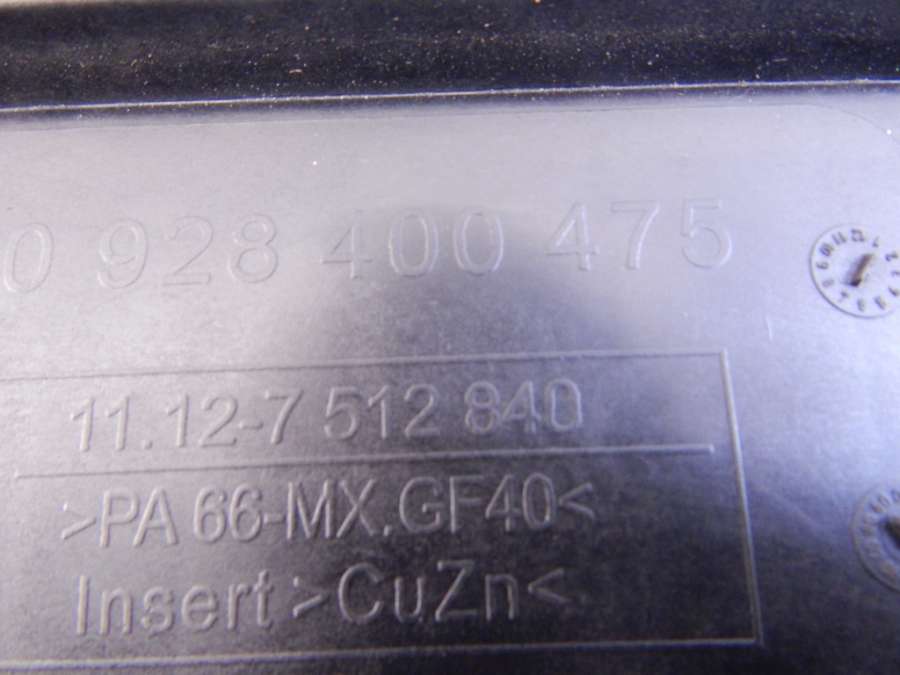 0 928 400 475
11.12-7 512 840
>PA 66-MX.GF40<
Insert >CuZn<